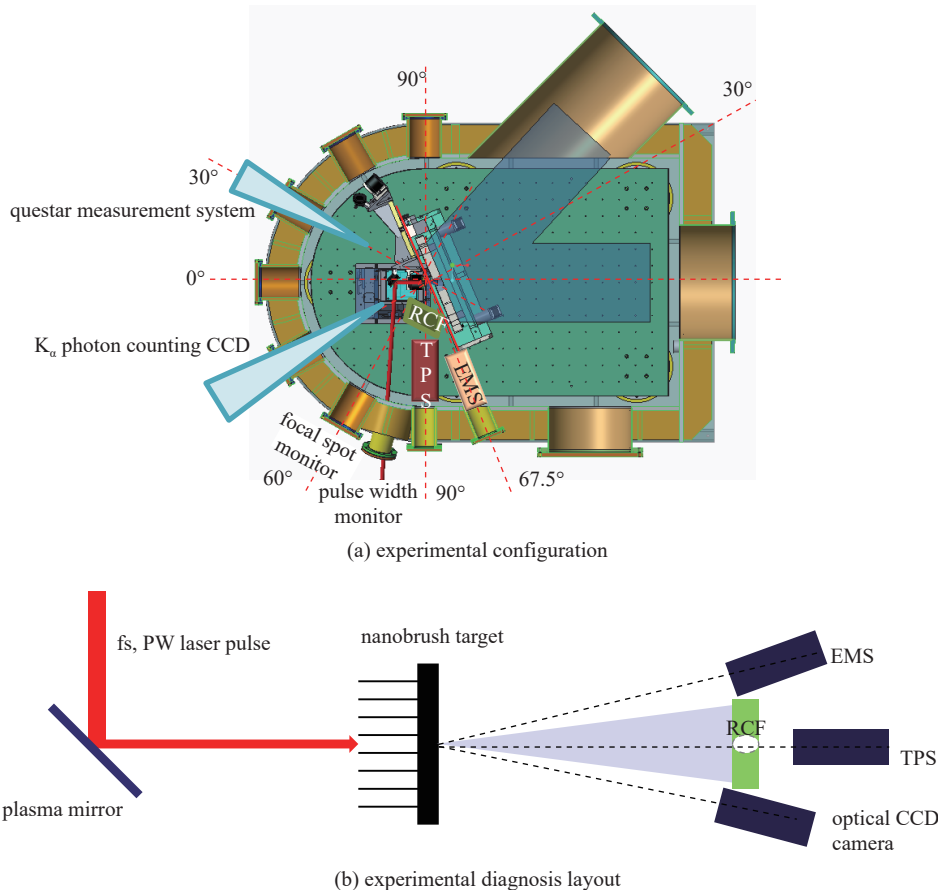 90°
30°
30°
questar measurement system
0°
RCF
K_α photon counting CCD
TPS
EMS
focal spot
monitor
60°
pulse width
monitor
90°
67.5°
(a) experimental configuration
fs, PW laser pulse
nanobrush target
EMS
RCF
TPS
plasma mirror
optical CCD
camera
(b) experimental diagnosis layout